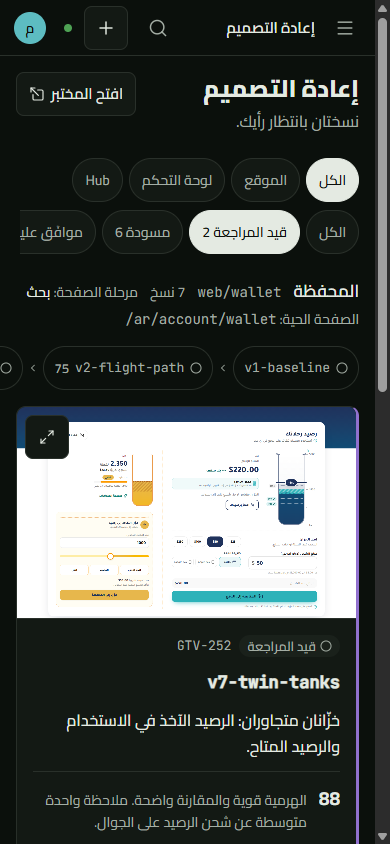 إعادة التصميم
م
إعادة التصميم
افتح المختبر
نسختان بانتظار رأيك.
الكل
الموقع
لوحة التحكم
Hub
الكل
قيد المراجعة 2
مسودة 6
موافق
المحفظة web/wallet 7 نسخ مرحلة الصفحة: بحث
الصفحة الحية: /ar/account/wallet
v1-baseline
v2-flight-path 75
رصيد رحلاتك
$220.00
2,350
$ 50
قيد المراجعة GTV-252
v7-twin-tanks
خزّانان متجاوران: الرصيد الآخذ في الاستخدام
والرصيد المتاح.
88 الهرمية قوية والمقارنة واضحة. ملاحظة واحدة
متوسطة عن شحن الرصيد على الجوال.